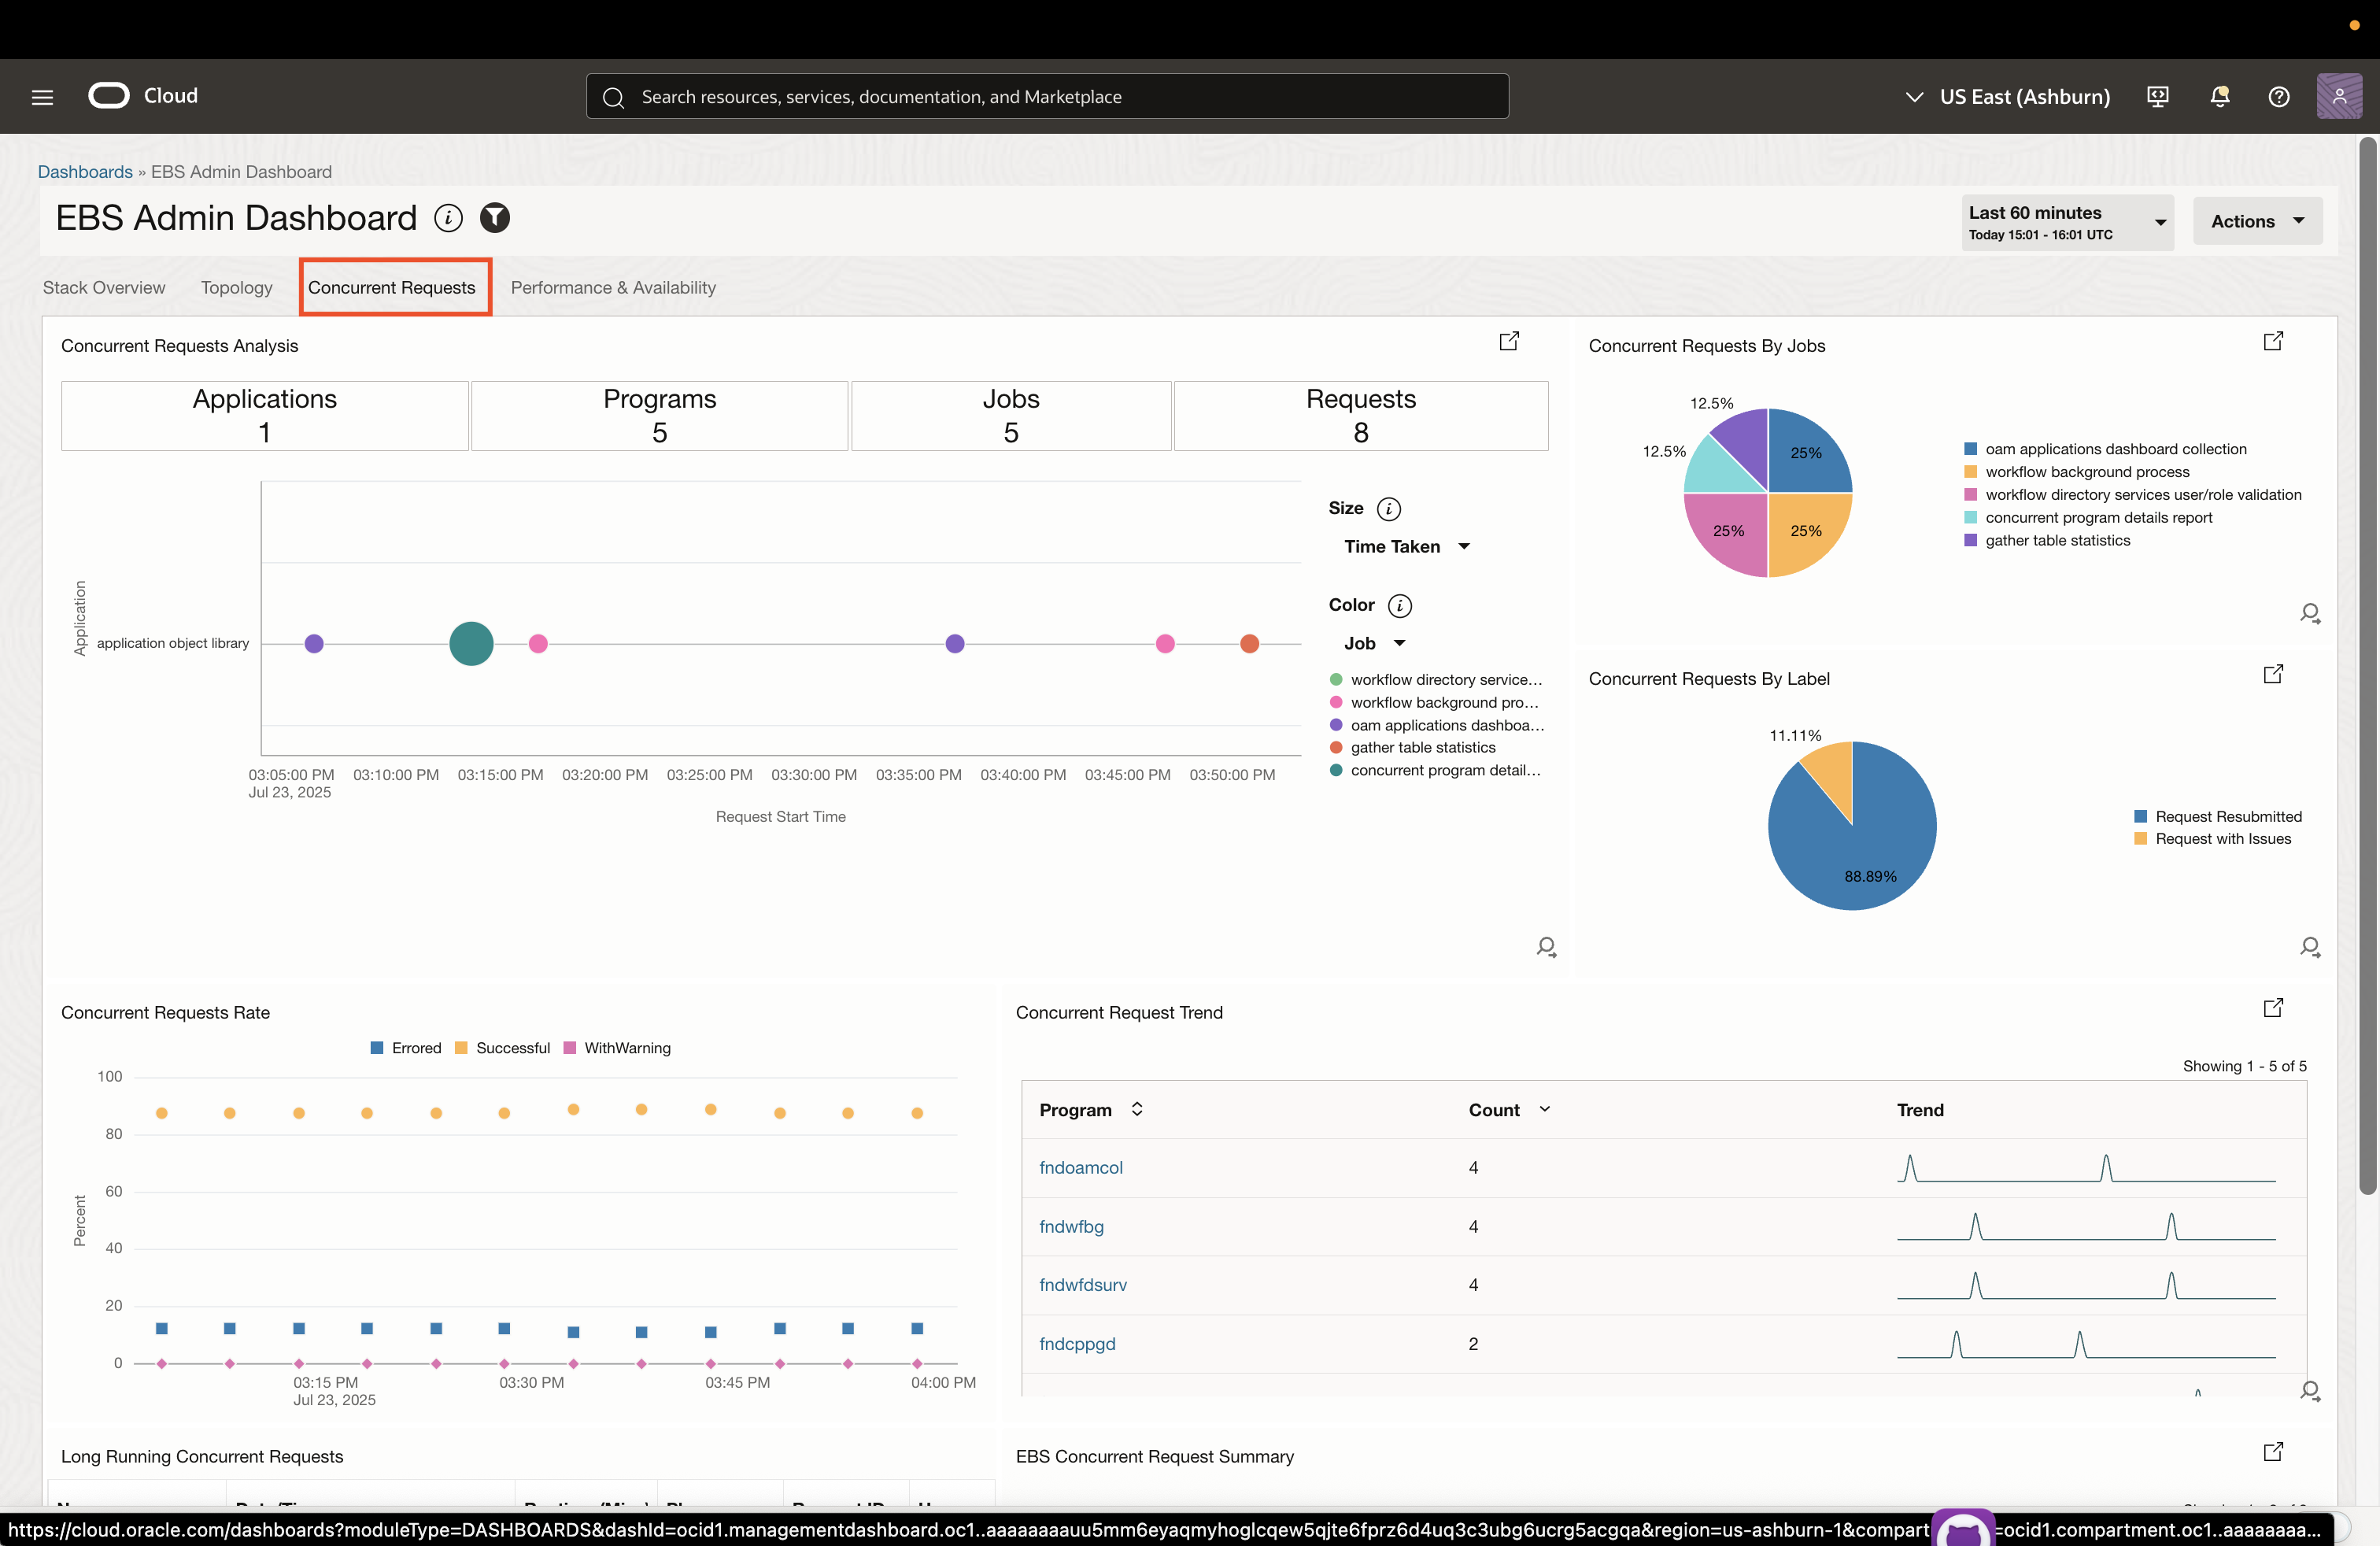 Cloud
Search resources, services, documentation, and Marketplace
US East (Ashburn)
Dashboards » EBS Admin Dashboard
EBS Admin Dashboard
Last 60 minutes
Today 15:01 - 16:01 UTC
Actions
Stack Overview
Topology
Concurrent Requests
Performance & Availability
Concurrent Requests Analysis
Applications
1
Programs
5
Jobs
5
Requests
8
Application
application object library
03:05:00 PM
Jul 23, 2025
03:10:00 PM
03:15:00 PM
03:20:00 PM
03:25:00 PM
03:30:00 PM
03:35:00 PM
03:40:00 PM
03:45:00 PM
03:50:00 PM
Request Start Time
Size
Time Taken
Color
Job
workflow directory service...
workflow background pro...
oam applications dashboa...
gather table statistics
concurrent program detail...
Concurrent Requests By Jobs
12.5%
12.5%
25%
25%
25%
oam applications dashboard collection
workflow background process
workflow directory services user/role validation
concurrent program details report
gather table statistics
Concurrent Requests By Label
11.11%
88.89%
Request Resubmitted
Request with Issues
Concurrent Requests Rate
Errored
Successful
WithWarning
Percent
100
80
60
40
20
0
03:15 PM
Jul 23, 2025
03:30 PM
03:45 PM
04:00 PM
Concurrent Request Trend
Showing 1 - 5 of 5
Program
Count
Trend
fndoamcol
4
fndwfbg
4
fndwfdsurv
4
fndcppgd
2
Long Running Concurrent Requests
EBS Concurrent Request Summary
https://cloud.oracle.com/dashboards?moduleType=DASHBOARDS&dashId=ocid1.managementdashboard.oc1..aaaaaaaauu5mm6eyaqmyhoglcqew5qjte6fprz6d4uq3c3ubg6ucrg5acgqa&region=us-ashburn-1&compart
=ocid1.compartment.oc1..aaaaaaaa...